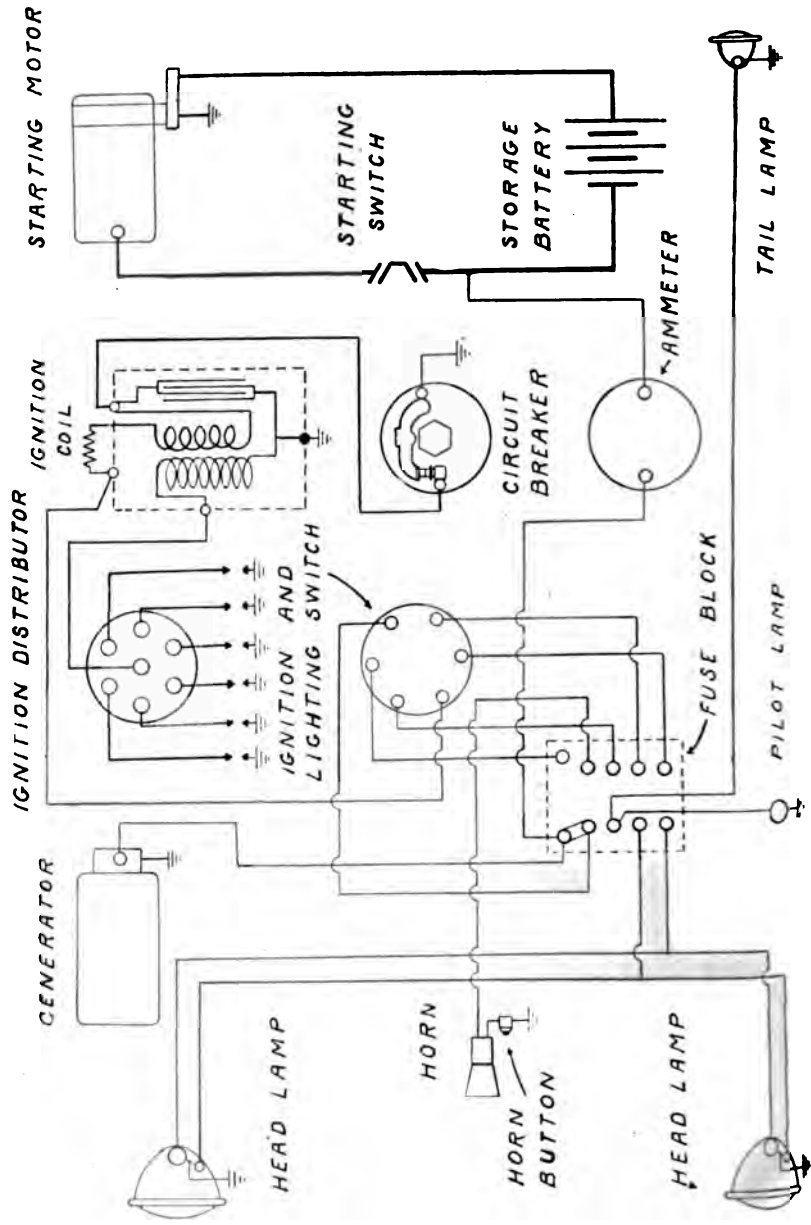 GENERATOR
IGNITION DISTRIBUTOR
IGNITION
COIL
STARTING MOTOR
HEAD LAMP
IGNITION AND
LIGHTING SWITCH
STARTING
SWITCH
HORN
HORN
BUTTON
CIRCUIT
BREAKER
STORAGE
BATTERY
HEAD LAMP
FUSE BLOCK
AMMETER
PILOT LAMP
TAIL LAMP